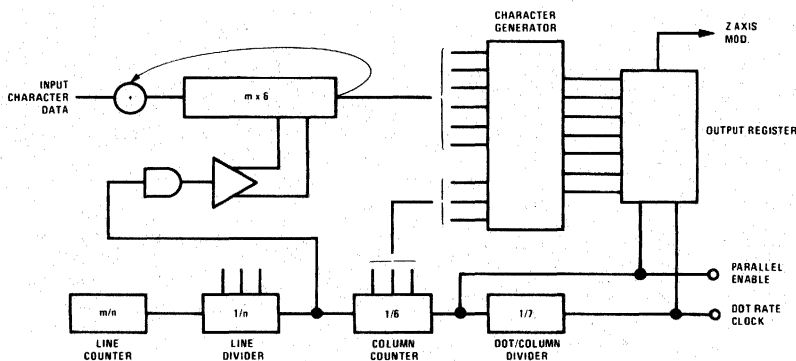 CHARACTER
GENERATOR
Z AXIS
MOD.
INPUT
CHARACTER
DATA
+
m x 6
OUTPUT REGISTER
PARALLEL
ENABLE
m/n
1/n
1/6
1/7
DOT RATE
CLOCK
LINE
COUNTER
LINE
DIVIDER
COLUMN
COUNTER
DOT/COLUMN
DIVIDER